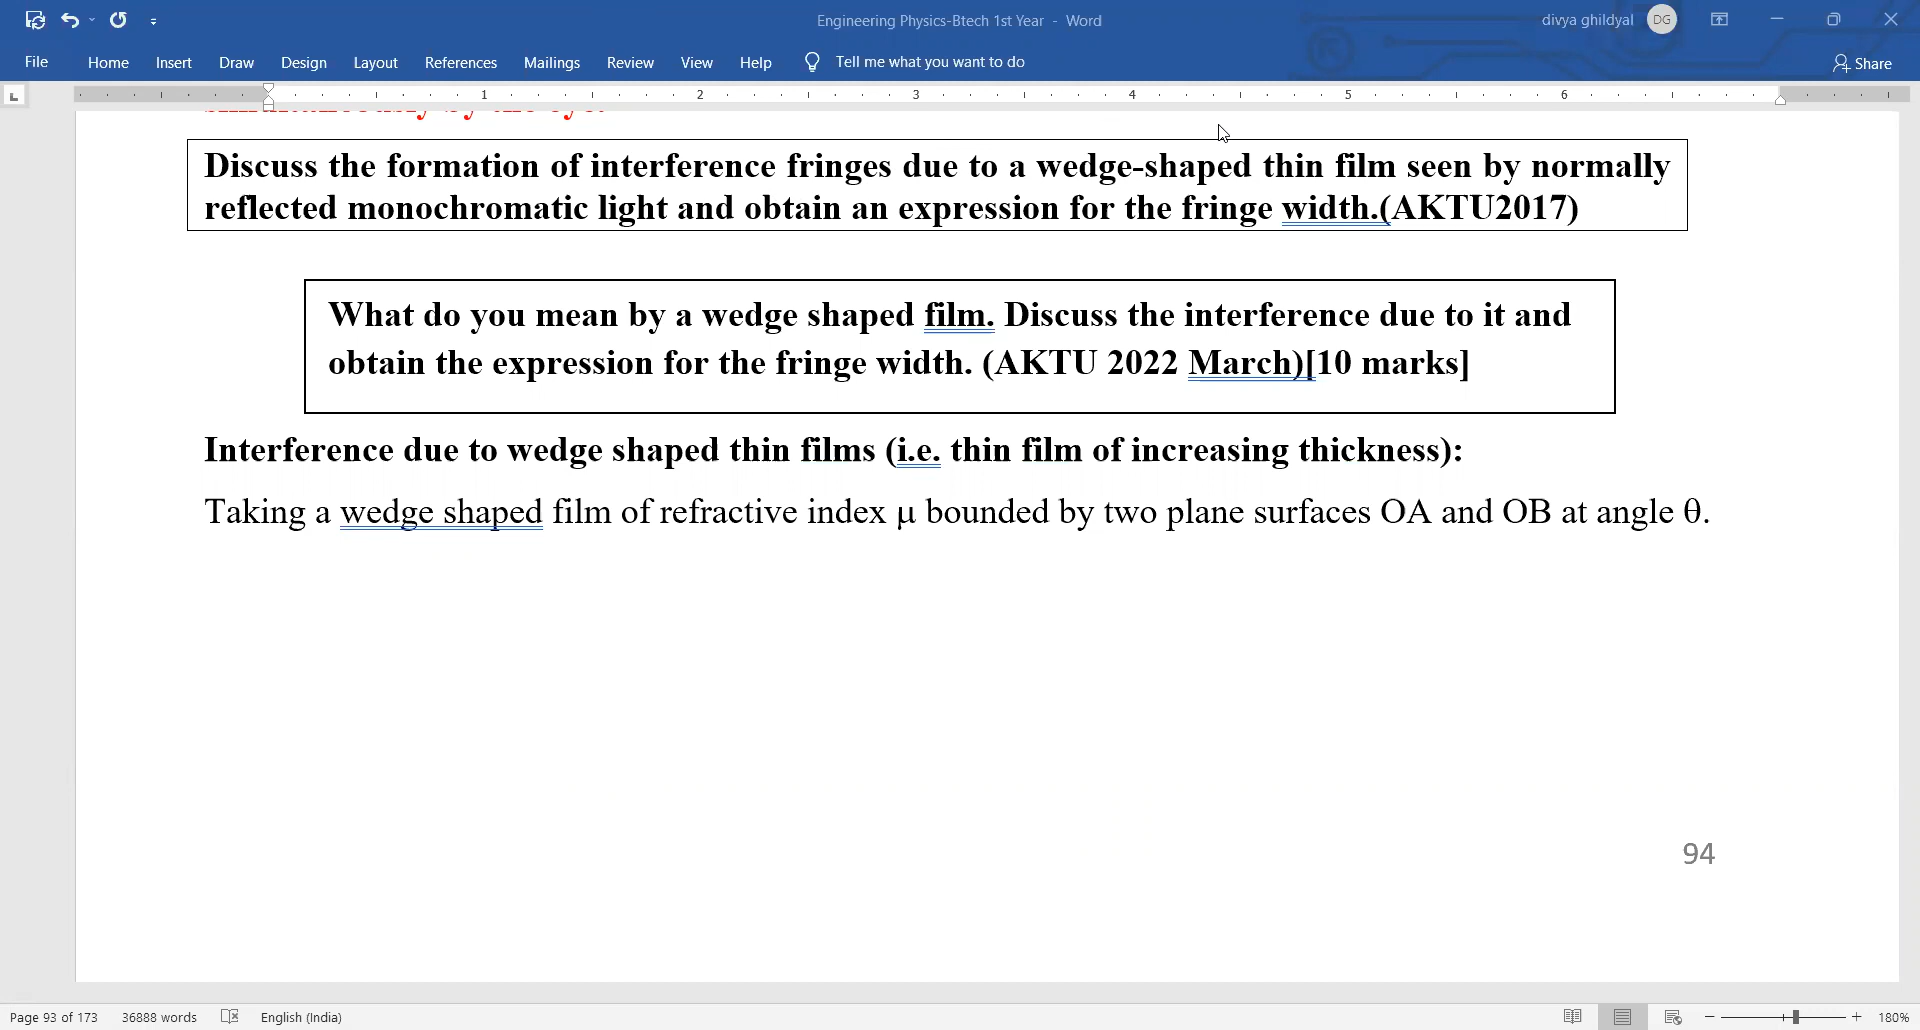 Engineering Physics-Btech 1st Year - Word
divya ghildyal DG
File Home Insert Draw Design Layout References Mailings Review View Help Tell me what you want to do Share
1 2 3 4 5 6
Discuss the formation of interference fringes due to a wedge-shaped thin film seen by normally
reflected monochromatic light and obtain an expression for the fringe width.(AKTU2017)
What do you mean by a wedge shaped film. Discuss the interference due to it and
obtain the expression for the fringe width. (AKTU 2022 March)[10 marks]
Interference due to wedge shaped thin films (i.e. thin film of increasing thickness):
Taking a wedge shaped film of refractive index μ bounded by two plane surfaces OA and OB at angle θ.
94
Page 93 of 173 36888 words English (India) 180%